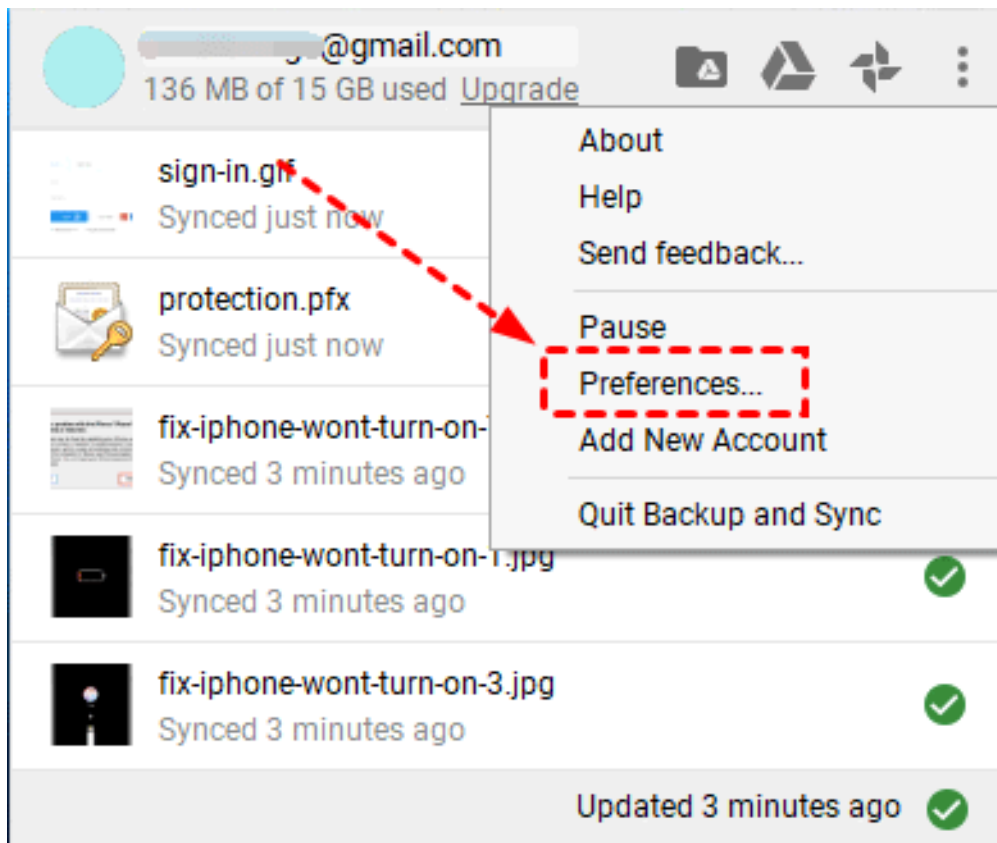 @gmail.com
136 MB of 15 GB used Upgrade
About
Help
Send feedback...
Pause
Preferences...
Add New Account
Quit Backup and Sync
sign-in.gif
Synced just now
protection.pfx
Synced just now
fix-iphone-wont-turn-on-
Synced 3 minutes ago
fix-iphone-wont-turn-on-1.jpg
Synced 3 minutes ago
fix-iphone-wont-turn-on-3.jpg
Synced 3 minutes ago
Updated 3 minutes ago